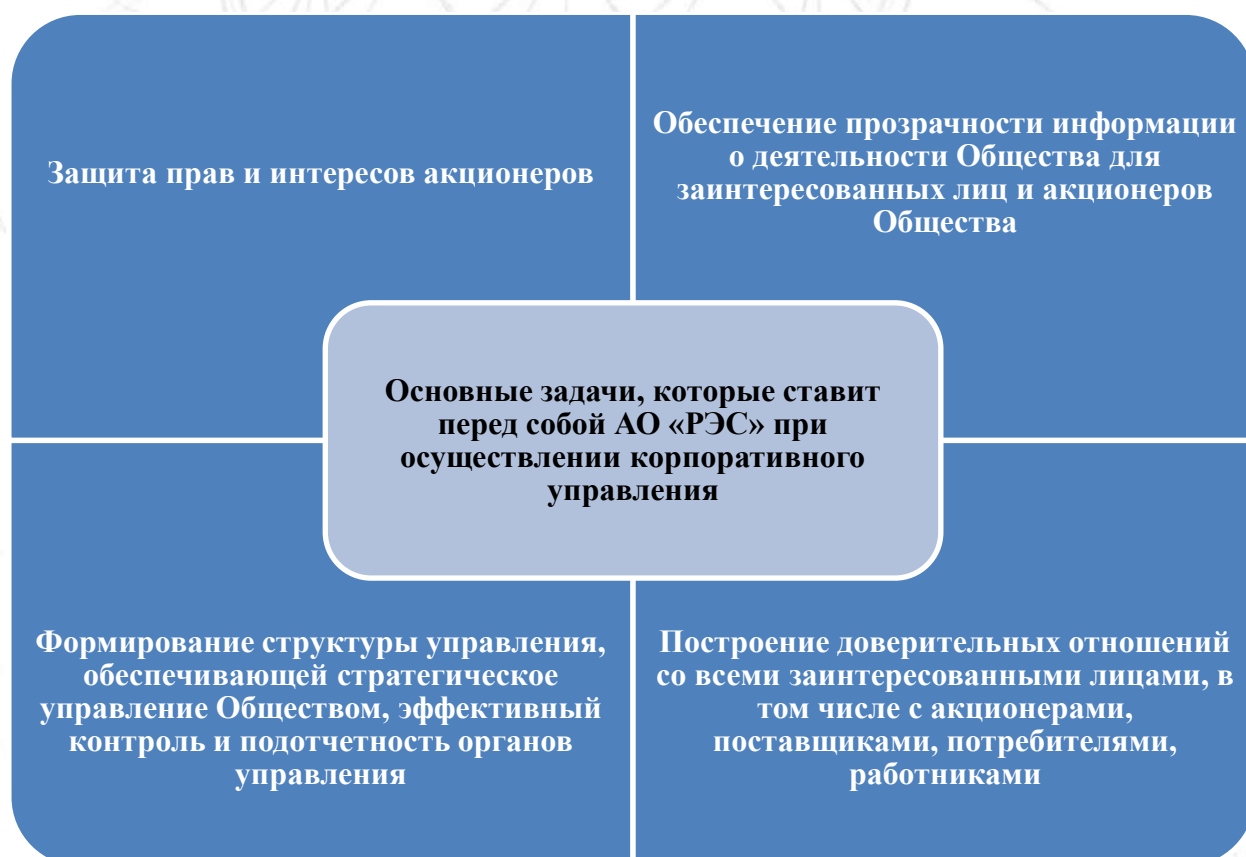 Защита прав и интересов акционеров
Обеспечение прозрачности информации
о деятельности Общества для
заинтересованных лиц и акционеров
Общества
Основные задачи, которые ставит
перед собой АО «РЭС» при
осуществлении корпоративного
управления
Формирование структуры управления,
обеспечивающей стратегическое
управление Обществом, эффективный
контроль и подотчетность органов
управления
Построение доверительных отношений
со всеми заинтересованными лицами, в
том числе с акционерами,
поставщиками, потребителями,
работниками